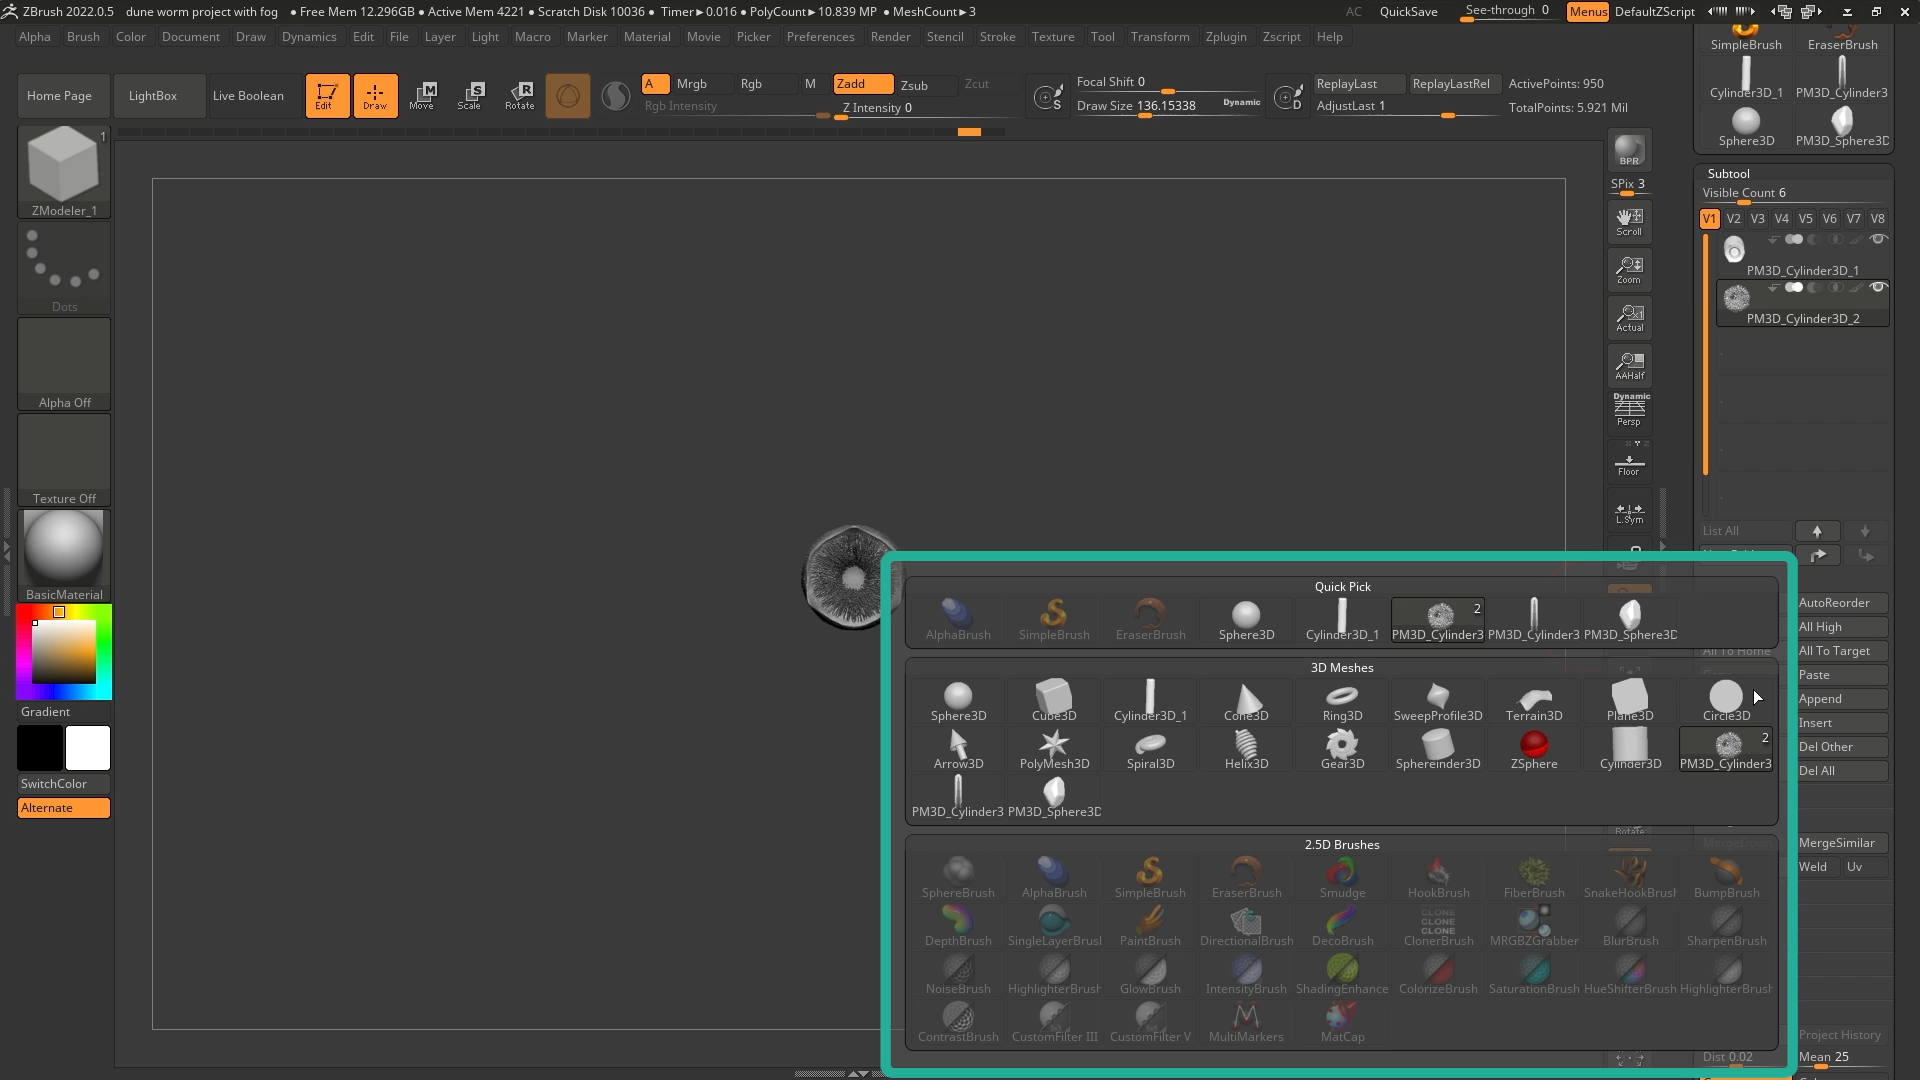 ZBrush 2022.0.5 dune worm project with fog • Free Mem 12.296GB • Active Mem 4221 • Scratch Disk 10036 • Timer►0.016 • PolyCount►10.839 MP • MeshCount►3 AC QuickSave See-through 0 Menus DefaultZScript
Alpha Brush Color Document Draw Dynamics Edit File Layer Light Macro Marker Material Movie Picker Preferences Render Stencil Stroke Texture Tool Transform Zplugin Zscript Help
SimpleBrush EraserBrush
Home Page LightBox Live Boolean Edit Draw Move Scale Rotate
A Mrgb Rgb M Zadd Zsub Zcut
Rgb Intensity Z Intensity 0
Focal Shift 0
Draw Size 136.15338 Dynamic
ReplayLast ReplayLastRel ActivePoints: 950
AdjustLast 1 TotalPoints: 5.921 Mil
Cylinder3D_1 PM3D_Cylinder3
Sphere3D PM3D_Sphere3D
1
ZModeler_1
Dots
Alpha Off
Texture Off
BasicMaterial
Gradient
SwitchColor
Alternate
BPR
SPix 3
Scroll
Zoom
Actual
AAHalf
Dynamic
Persp
Floor
L.Sym
Subtool
Visible Count 6
V1 V2 V3 V4 V5 V6 V7 V8
PM3D_Cylinder3D_1
PM3D_Cylinder3D_2
List All
Quick Pick
AlphaBrush SimpleBrush EraserBrush Sphere3D Cylinder3D_1 2 PM3D_Cylinder3 PM3D_Cylinder3 PM3D_Sphere3D
3D Meshes
Sphere3D Cube3D Cylinder3D_1 Cone3D Ring3D SweepProfile3D Terrain3D Plane3D Circle3D
Arrow3D PolyMesh3D Spiral3D Helix3D Gear3D Sphereinder3D ZSphere Cylinder3D 2 PM3D_Cylinder3
PM3D_Cylinder3 PM3D_Sphere3D
2.5D Brushes
SphereBrush AlphaBrush SimpleBrush EraserBrush Smudge HookBrush FiberBrush SnakeHookBrush BumpBrush
CLONE
CLONE
CLONE
DepthBrush SingleLayerBrusl PaintBrush DirectionalBrush DecoBrush ClonerBrush MRGBZGrabber BlurBrush SharpenBrush
NoiseBrush HighlighterBrush GlowBrush IntensityBrush ShadingEnhance ColorizeBrush SaturationBrush HueShifterBrush HighlighterBrush
ContrastBrush CustomFilter III CustomFilter V MultiMarkers MatCap
AutoReorder
All High
All To Home All To Target
Paste
Append
Insert
Del Other
Del All
Rotate
MergeDown MergeSimilar
Weld Uv
Project History
Dist 0.02 Mean 25